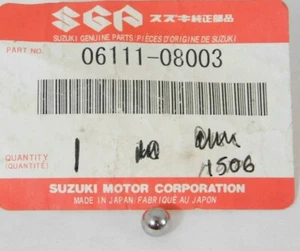 SGP スズキ純正部品
SUZUKI GENUINE PARTS/PIÈCES D'ORIGINE DE SUZUKI
PART NO. 06111-08003
QUANTITY 1
(QUANTITÉ) H506
SUZUKI MOTOR CORPORATION
MADE IN JAPAN/FABRIQUÉ AU JAPON